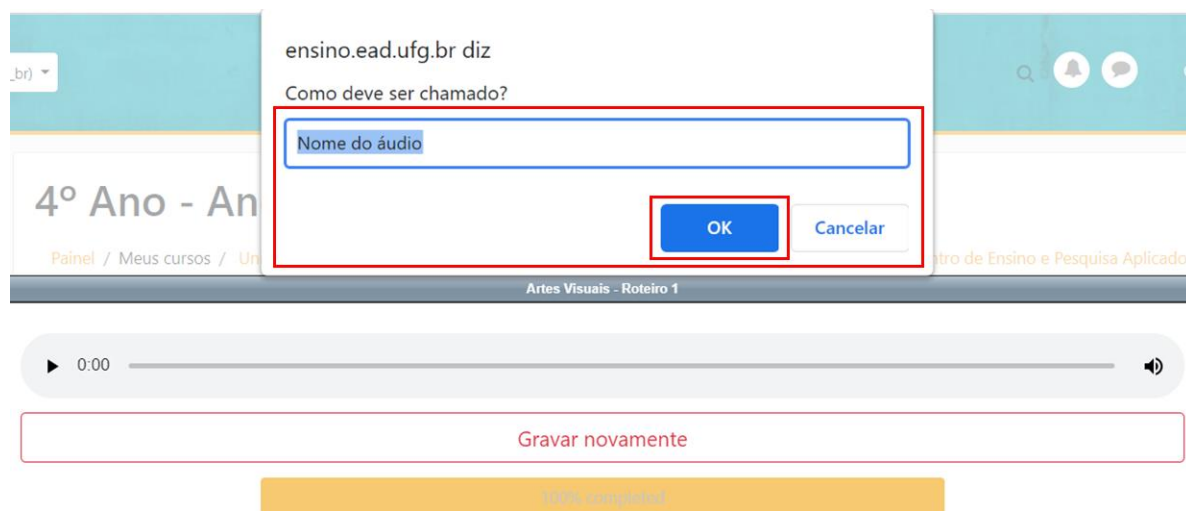 ensino.ead.ufg.br diz
_br)
Como deve ser chamado?
Nome do áudio
4º Ano - An
OK
Cancelar
Painel / Meus cursos / Un
tro de Ensino e Pesquisa Aplicado
Artes Visuais - Roteiro 1
0:00
Gravar novamente
100% completed